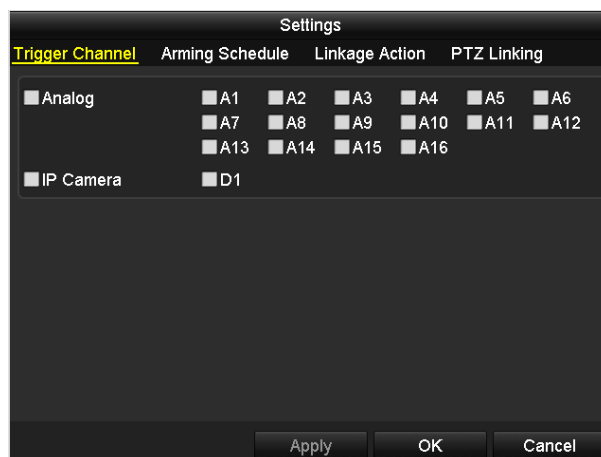 Settings
Trigger Channel Arming Schedule Linkage Action PTZ Linking
Analog A1 A2 A3 A4 A5 A6
A7 A8 A9 A10 A11 A12
A13 A14 A15 A16
IP Camera D1
Apply OK Cancel